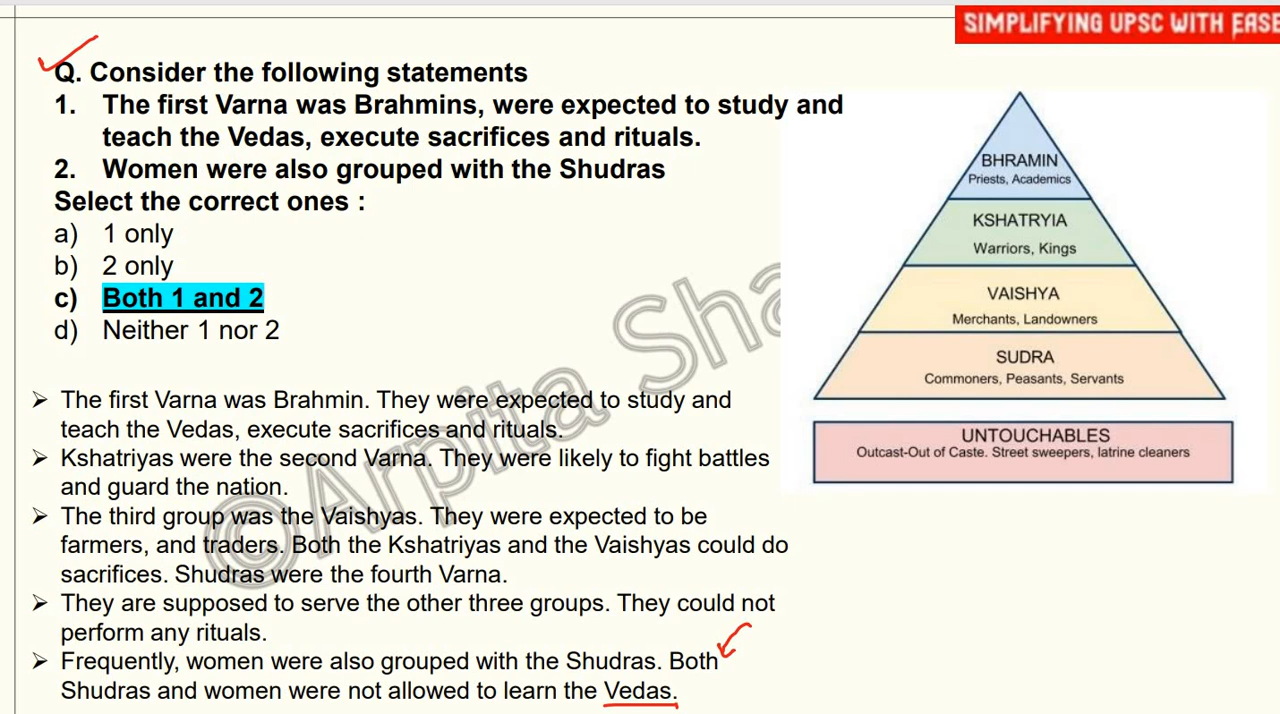 SIMPLIFYING UPSC WITH EASE
Q. Consider the following statements
1. The first Varna was Brahmins, were expected to study and
teach the Vedas, execute sacrifices and rituals.
2. Women were also grouped with the Shudras
Select the correct ones :
a) 1 only
b) 2 only
c) Both 1 and 2
d) Neither 1 nor 2
➢ The first Varna was Brahmin. They were expected to study and
teach the Vedas, execute sacrifices and rituals.
➢ Kshatriyas were the second Varna. They were likely to fight battles
and guard the nation.
➢ The third group was the Vaishyas. They were expected to be
farmers, and traders. Both the Kshatriyas and the Vaishyas could do
sacrifices. Shudras were the fourth Varna.
➢ They are supposed to serve the other three groups. They could not
perform any rituals.
➢ Frequently, women were also grouped with the Shudras. Both
Shudras and women were not allowed to learn the Vedas.
BHRAMIN
Priests, Academics
KSHATRYIA
Warriors, Kings
VAISHYA
Merchants, Landowners
SUDRA
Commoners, Peasants, Servants
UNTOUCHABLES
Outcast-Out of Caste. Street sweepers, latrine cleaners
©Arpita Sha